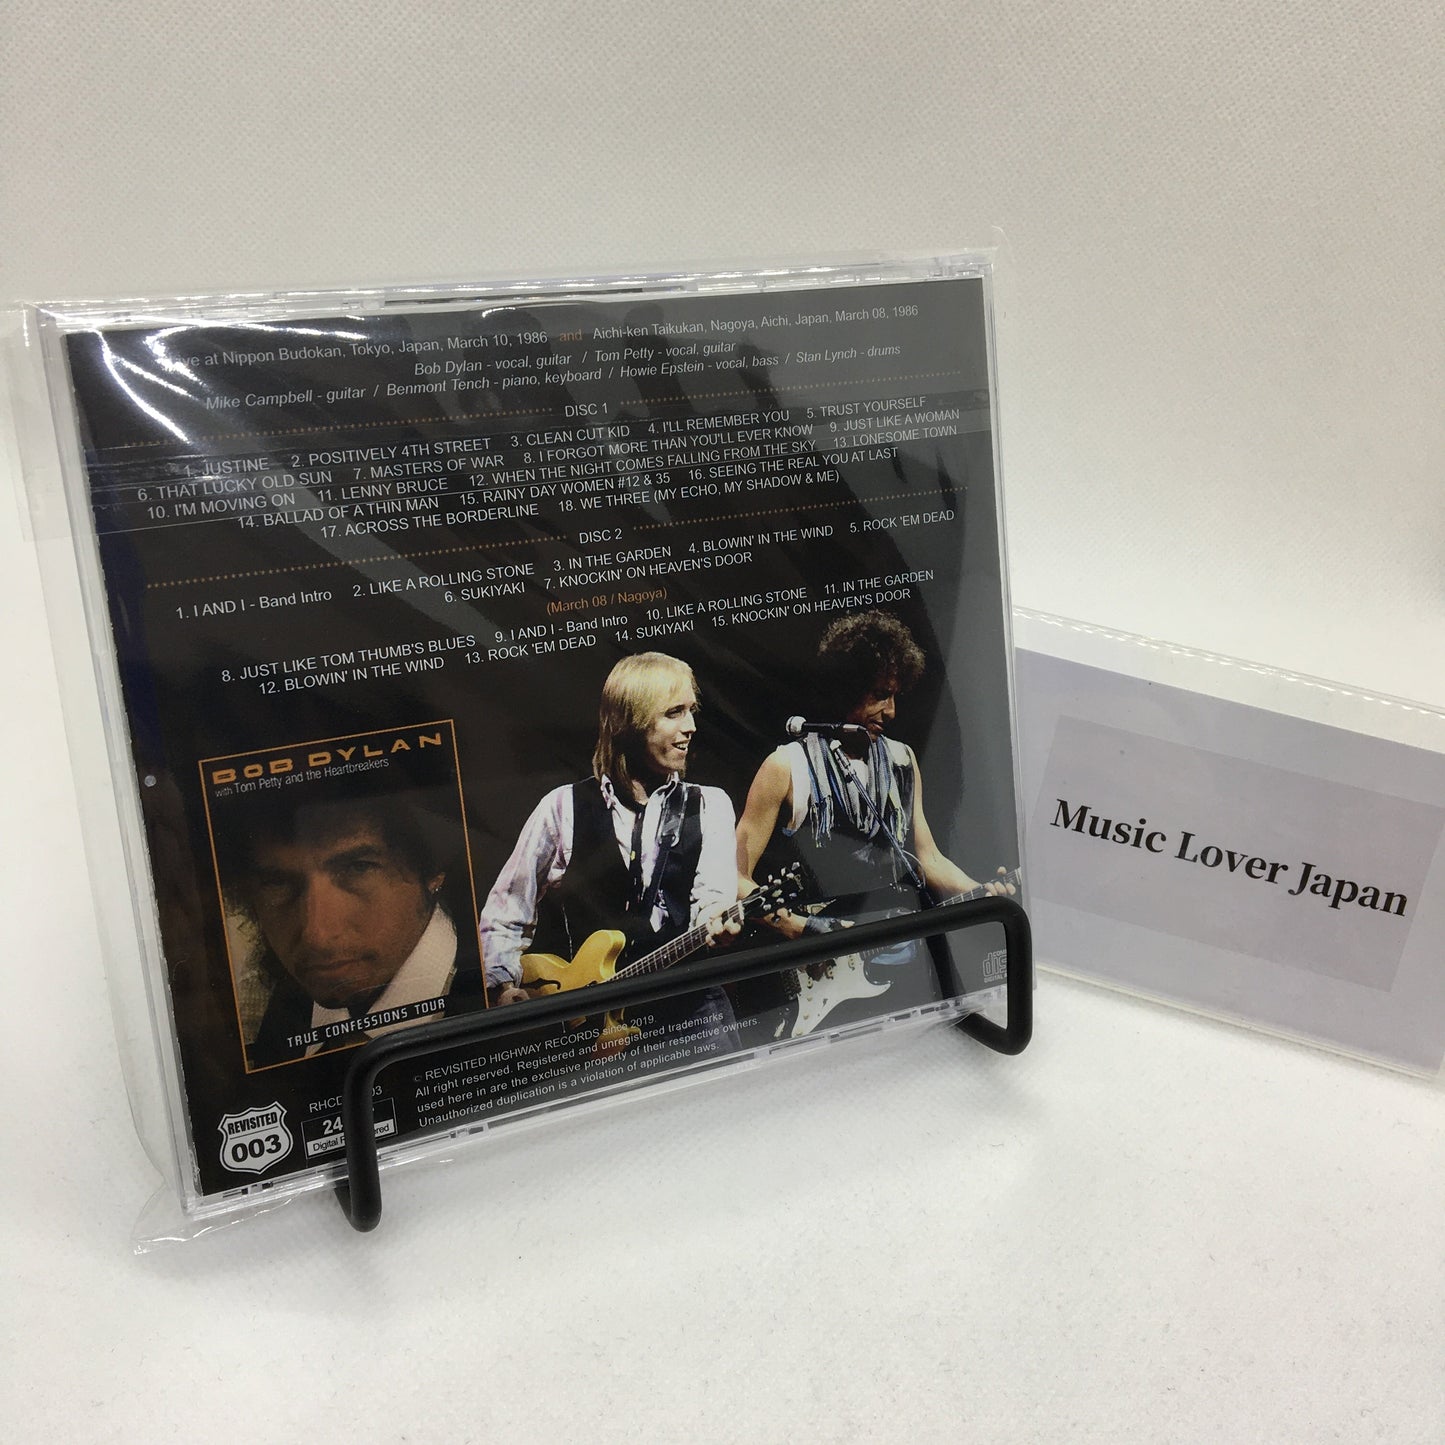 Live at Nippon Budokan, Tokyo, Japan, March 10, 1986 and Aichi-ken Taikukan, Nagoya, Aichi, Japan, March 08, 1986
Bob Dylan - vocal, guitar / Tom Petty - vocal, guitar
Mike Campbell - guitar / Benmont Tench - piano, keyboard / Howie Epstein - vocal, bass / Stan Lynch - drums
DISC 1
1. JUSTINE 2. POSITIVELY 4TH STREET 3. CLEAN CUT KID 4. I'LL REMEMBER YOU 5. TRUST YOURSELF
6. THAT LUCKY OLD SUN 7. MASTERS OF WAR 8. I FORGOT MORE THAN YOU'LL EVER KNOW 9. JUST LIKE A WOMAN
10. I'M MOVING ON 11. LENNY BRUCE 12. WHEN THE NIGHT COMES FALLING FROM THE SKY 13. LONESOME TOWN
14. BALLAD OF A THIN MAN 15. RAINY DAY WOMEN #12 & 35 16. SEEING THE REAL YOU AT LAST
17. ACROSS THE BORDERLINE 18. WE THREE (MY ECHO, MY SHADOW & ME)
DISC 2
1. I AND I - Band Intro 2. LIKE A ROLLING STONE 3. IN THE GARDEN 4. BLOWIN' IN THE WIND 5. ROCK 'EM DEAD
6. SUKIYAKI 7. KNOCKIN' ON HEAVEN'S DOOR
(March 08 / Nagoya)
8. JUST LIKE TOM THUMB'S BLUES 9. I AND I - Band Intro 10. LIKE A ROLLING STONE 11. IN THE GARDEN
12. BLOWIN' IN THE WIND 13. ROCK 'EM DEAD 14. SUKIYAKI 15. KNOCKIN' ON HEAVEN'S DOOR
BOB DYLAN
with Tom Petty and the Heartbreakers
TRUE CONFESSIONS TOUR
© REVISITED HIGHWAY RECORDS since 2019.
All right reserved. Registered and unregistered trademarks
used here in are the exclusive property of their respective owners.
Unauthorized duplication is a violation of applicable laws.
REVISITED
003
24
Digital
Music Lover Japan